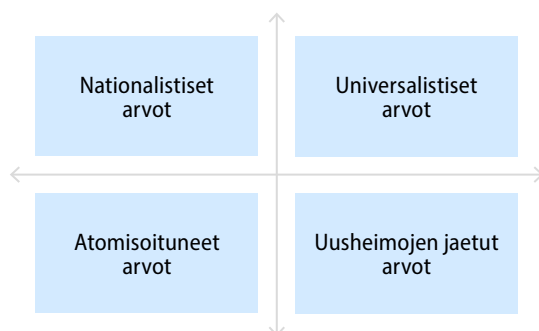 Nationalistiset
arvot
Universalistiset
arvot
Atomisoituneet
arvot
Uusheimojen jaetut
arvot